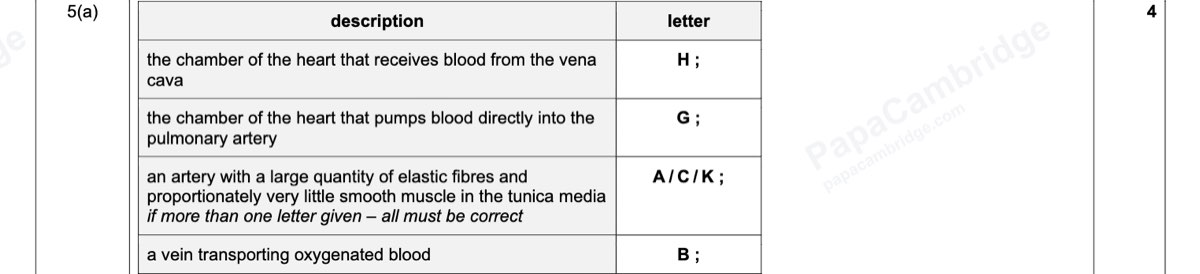 5(a)
description letter
4
the chamber of the heart that receives blood from the vena H ;
cava
the chamber of the heart that pumps blood directly into the G ;
pulmonary artery
an artery with a large quantity of elastic fibres and A / C / K ;
proportionately very little smooth muscle in the tunica media
if more than one letter given – all must be correct
a vein transporting oxygenated blood B ;
PapaCambridge
papacambridge.com
ge